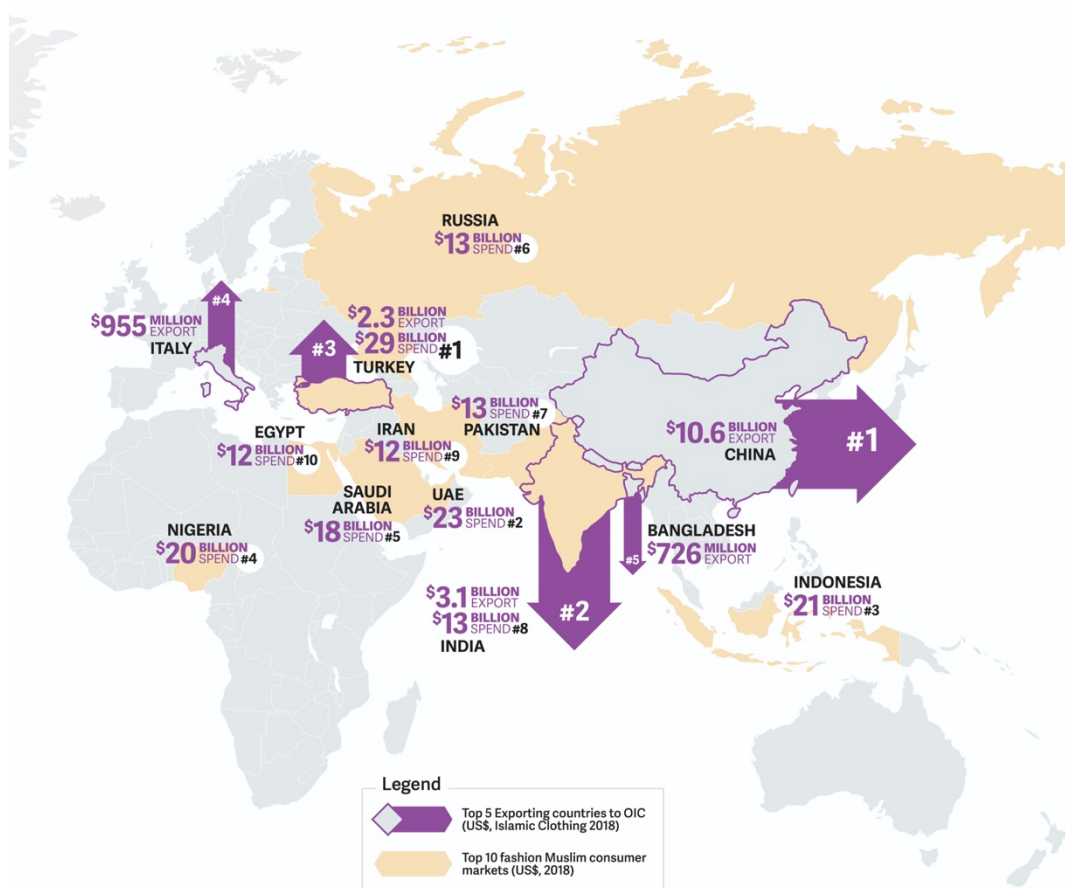 RUSSIA
$13 BILLION
SPEND #6
#4
$955 MILLION
EXPORT
ITALY
#3
$2.3 BILLION
EXPORT
$29 BILLION
SPEND #1
TURKEY
$13 BILLION
SPEND #7
PAKISTAN
$10.6 BILLION
EXPORT
CHINA
#1
EGYPT
$12 BILLION
SPEND #10
IRAN
$12 BILLION
SPEND #9
SAUDI
ARABIA
$18 BILLION
SPEND #5
UAE
$23 BILLION
SPEND #2
NIGERIA
$20 BILLION
SPEND #4
BANGLADESH
$726 MILLION
EXPORT
#5
INDONESIA
$21 BILLION
SPEND #3
$3.1 BILLION
EXPORT
$13 BILLION
SPEND #8
INDIA
#2
Legend
Top 5 Exporting countries to OIC
(US$, Islamic Clothing 2018)
Top 10 fashion Muslim consumer
markets (US$, 2018)